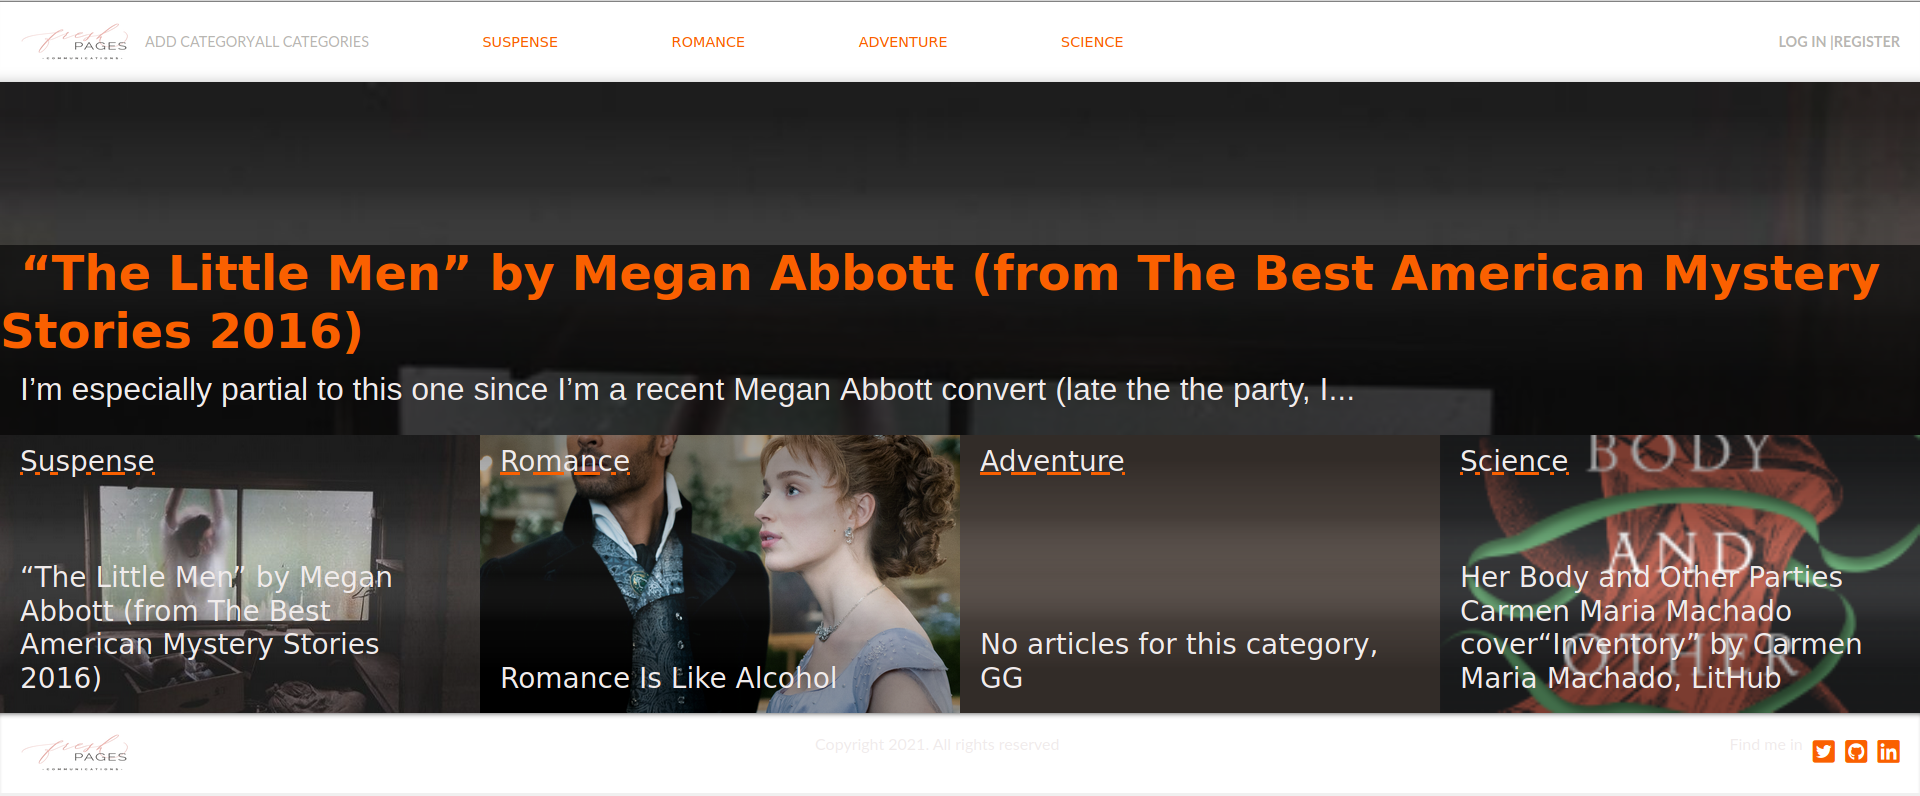 fresh
PAGES
COMMUNICATIONS
ADD CATEGORYALL CATEGORIES
SUSPENSE
ROMANCE
ADVENTURE
SCIENCE
LOG IN |REGISTER
“The Little Men” by Megan Abbott (from The Best American Mystery
Stories 2016)
I’m especially partial to this one since I’m a recent Megan Abbott convert (late the the party, I...
Suspense
“The Little Men” by Megan
Abbott (from The Best
American Mystery Stories
2016)
Romance
Romance Is Like Alcohol
Adventure
No articles for this category,
GG
Science
BODY
AND
OTHER
Her Body and Other Parties
Carmen Maria Machado
cover“Inventory” by Carmen
Maria Machado, LitHub
fresh
PAGES
COMMUNICATIONS
Copyright 2021. All rights reserved
Find me in